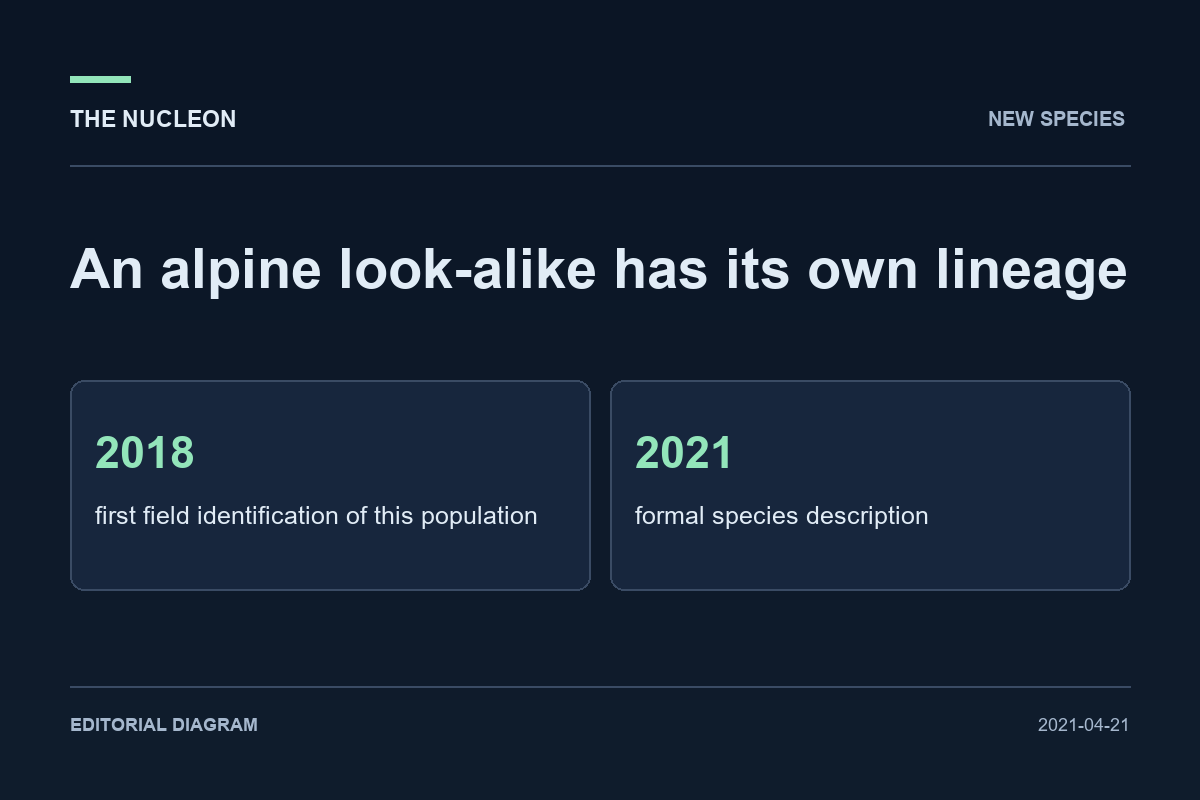 THE NUCLEON
NEW SPECIES
An alpine look-alike has its own lineage
2018
first field identification of this population
2021
formal species description
EDITORIAL DIAGRAM
2021-04-21